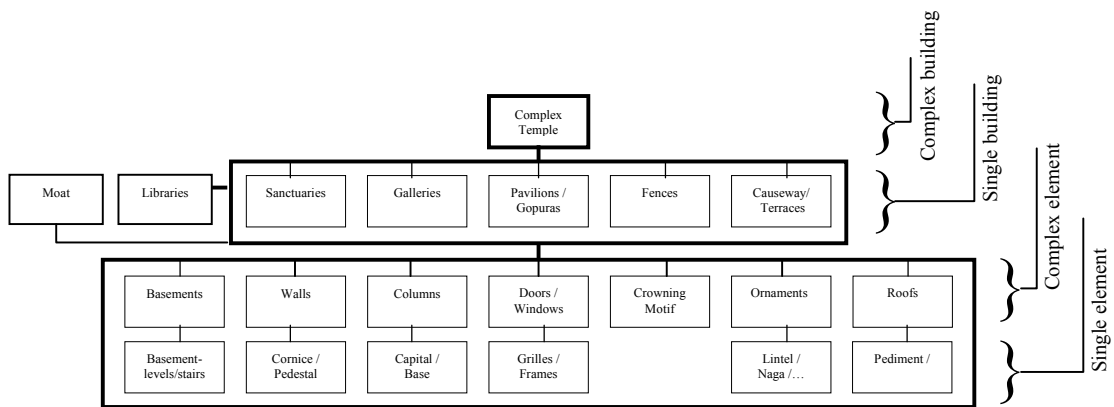 Complex
Temple
Moat
Libraries
Sanctuaries
Galleries
Pavilions /
Gopuras
Fences
Causeway/
Terraces
Basements
Walls
Columns
Doors /
Windows
Crowning
Motif
Ornaments
Roofs
Basement-
levels/stairs
Cornice /
Pedestal
Capital /
Base
Grilles /
Frames
Lintel /
Naga /…
Pediment /
Complex building
Single building
Complex element
Single element